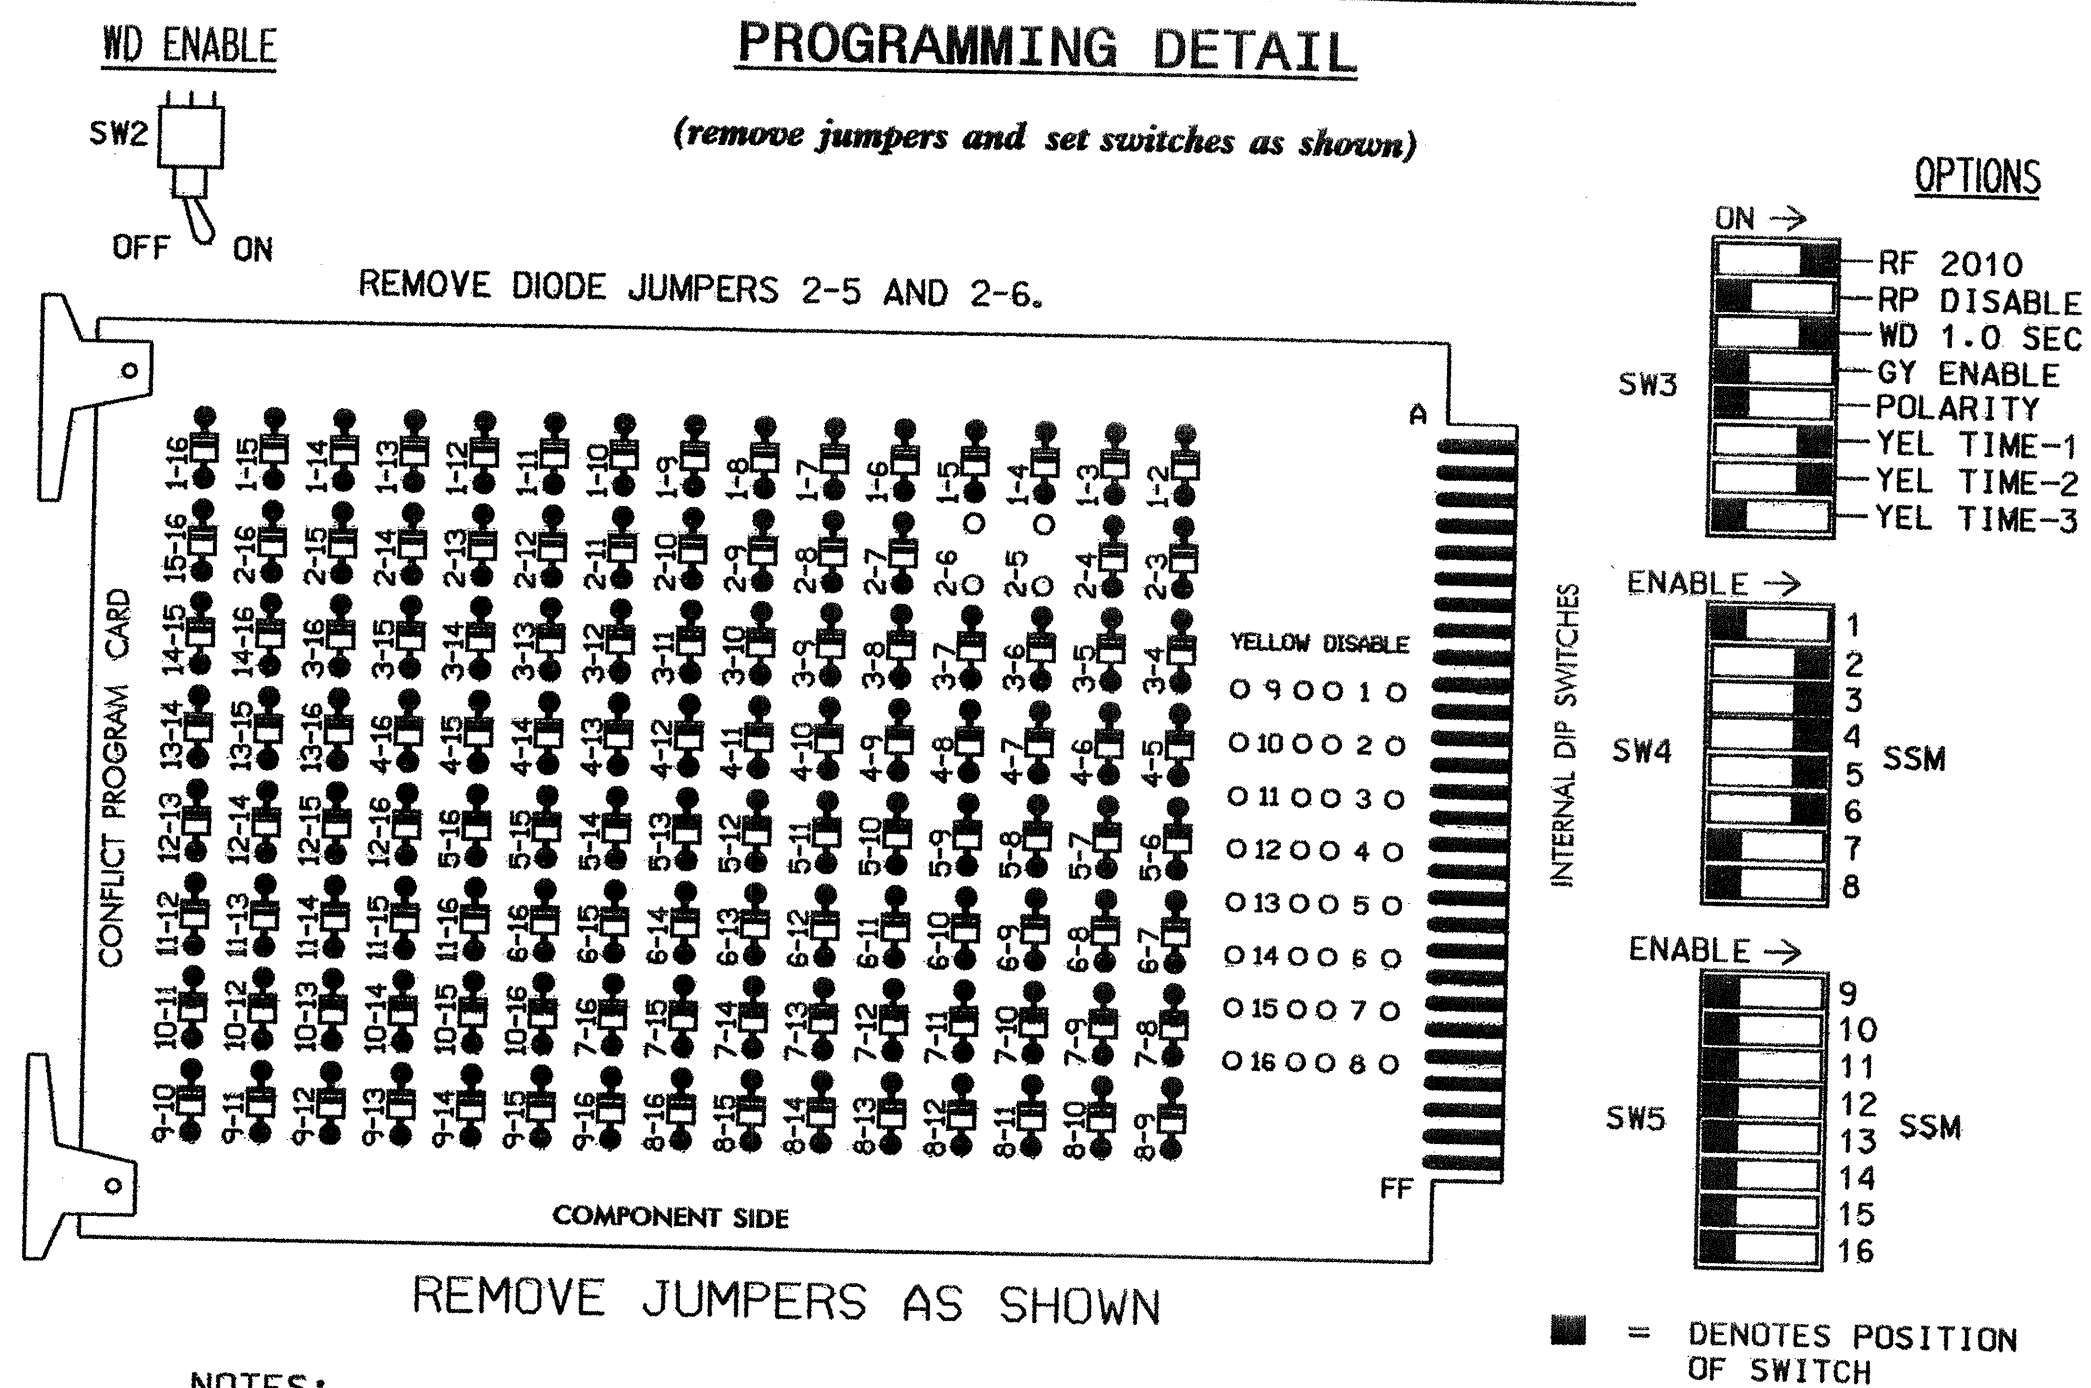 PROGRAMMING DETAIL
(remove jumpers and set switches as shown)
WD ENABLE
SW2
OFF ON
REMOVE DIODE JUMPERS 2-5 AND 2-6.
CONFLICT PROGRAM CARD
1-16 1-15 1-14 1-13 1-12 1-11 1-10 1-9 1-8 1-7 1-6 1-5 1-4 1-3 1-2
15-16 2-16 2-15 2-14 2-13 2-12 2-11 2-10 2-9 2-8 2-7 2-6 2-5 2-4 2-3
14-15 14-16 3-16 3-15 3-14 3-13 3-12 3-11 3-10 3-9 3-8 3-7 3-6 3-5 3-4
13-14 13-15 13-16 4-16 4-15 4-14 4-13 4-12 4-11 4-10 4-9 4-8 4-7 4-6 4-5
12-13 12-14 12-15 12-16 5-16 5-15 5-14 5-13 5-12 5-11 5-10 5-9 5-8 5-7 5-6
11-12 11-13 11-14 11-15 11-16 6-16 6-15 6-14 6-13 6-12 6-11 6-10 6-9 6-8 6-7
10-11 10-12 10-13 10-14 10-15 10-16 7-16 7-15 7-14 7-13 7-12 7-11 7-10 7-9 7-8
9-10 9-11 9-12 9-13 9-14 9-15 9-16 8-16 8-15 8-14 8-13 8-12 8-11 8-10 8-9
YELLOW DISABLE
9 1
10 2
11 3
12 4
13 5
14 6
15 7
16 8
A
FF
COMPONENT SIDE
REMOVE JUMPERS AS SHOWN
INTERNAL DIP SWITCHES
OPTIONS
ON →
SW3
RF 2010
RP DISABLE
WD 1.0 SEC
GY ENABLE
POLARITY
YEL TIME-1
YEL TIME-2
YEL TIME-3
ENABLE →
SW4
1
2
3
4
5
6
7
8
SSM
ENABLE →
SW5
9
10
11
12
13
14
15
16
SSM
= DENOTES POSITION
OF SWITCH
NOTES: